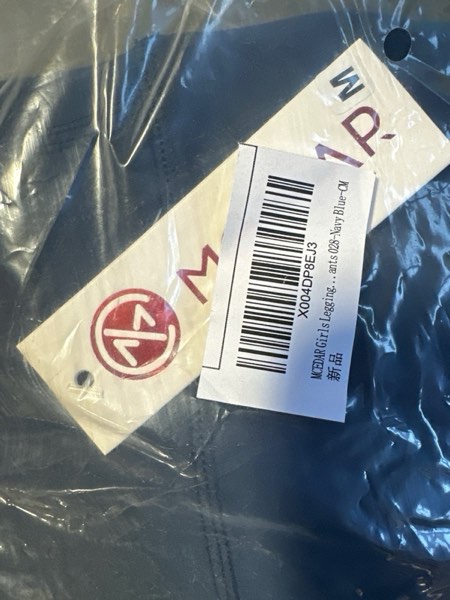 X004DP8EJ3
MCEDAR Girls Legging...ants 028-Navy Blue-CM
新品